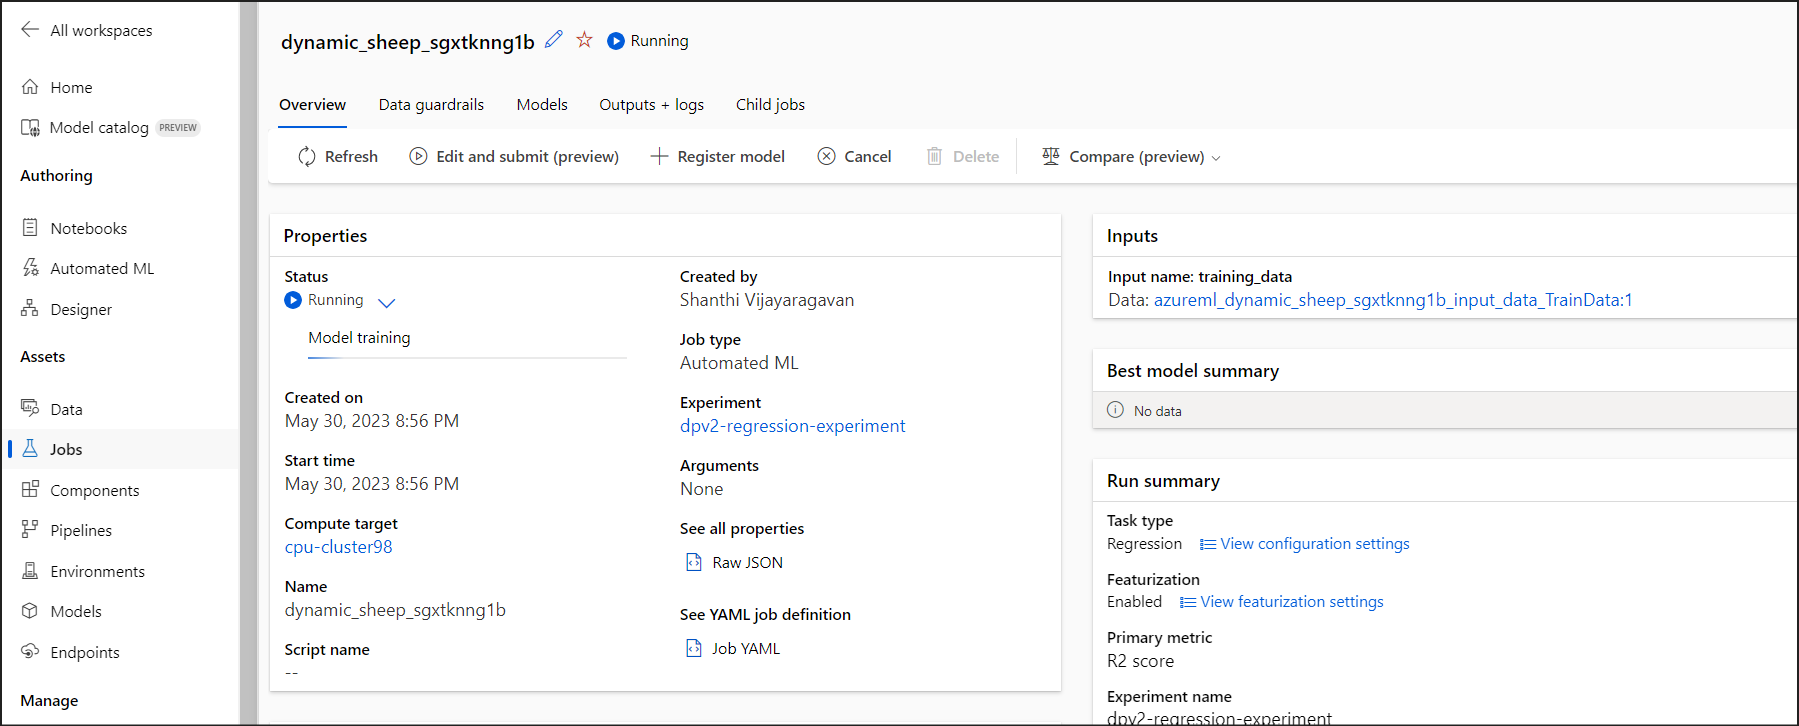 All workspaces
Home
Model catalog PREVIEW
Authoring
Notebooks
Automated ML
Designer
Assets
Data
Jobs
Components
Pipelines
Environments
Models
Endpoints
Manage
dynamic_sheep_sgxtknng1b Running
Overview Data guardrails Models Outputs + logs Child jobs
Refresh Edit and submit (preview) Register model Cancel Delete Compare (preview)
Properties
Status
Running
Model training
Created on
May 30, 2023 8:56 PM
Start time
May 30, 2023 8:56 PM
Compute target
cpu-cluster98
Name
dynamic_sheep_sgxtknng1b
Script name
--
Created by
Shanthi Vijayaragavan
Job type
Automated ML
Experiment
dpv2-regression-experiment
Arguments
None
See all properties
Raw JSON
See YAML job definition
Job YAML
Inputs
Input name: training_data
Data: azureml_dynamic_sheep_sgxtknng1b_input_data_TrainData:1
Best model summary
No data
Run summary
Task type
Regression View configuration settings
Featurization
Enabled View featurization settings
Primary metric
R2 score
Experiment name
dpv2-regression-experiment